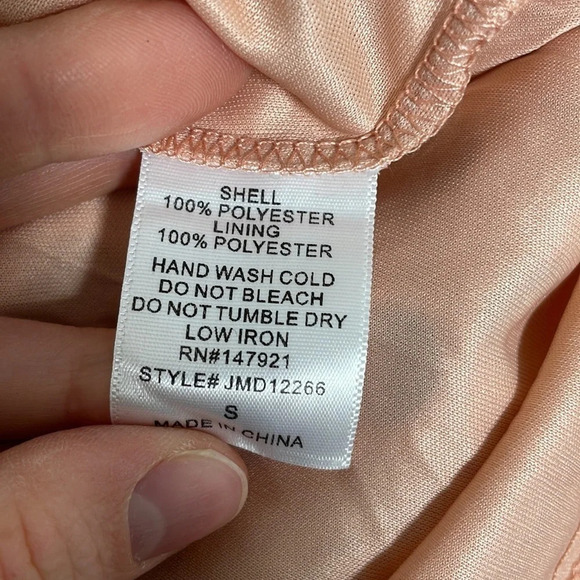 SHELL
100% POLYESTER
LINING
100% POLYESTER
HAND WASH COLD
DO NOT BLEACH
DO NOT TUMBLE DRY
LOW IRON
RN#147921
STYLE# JMD12266
S
MADE IN CHINA